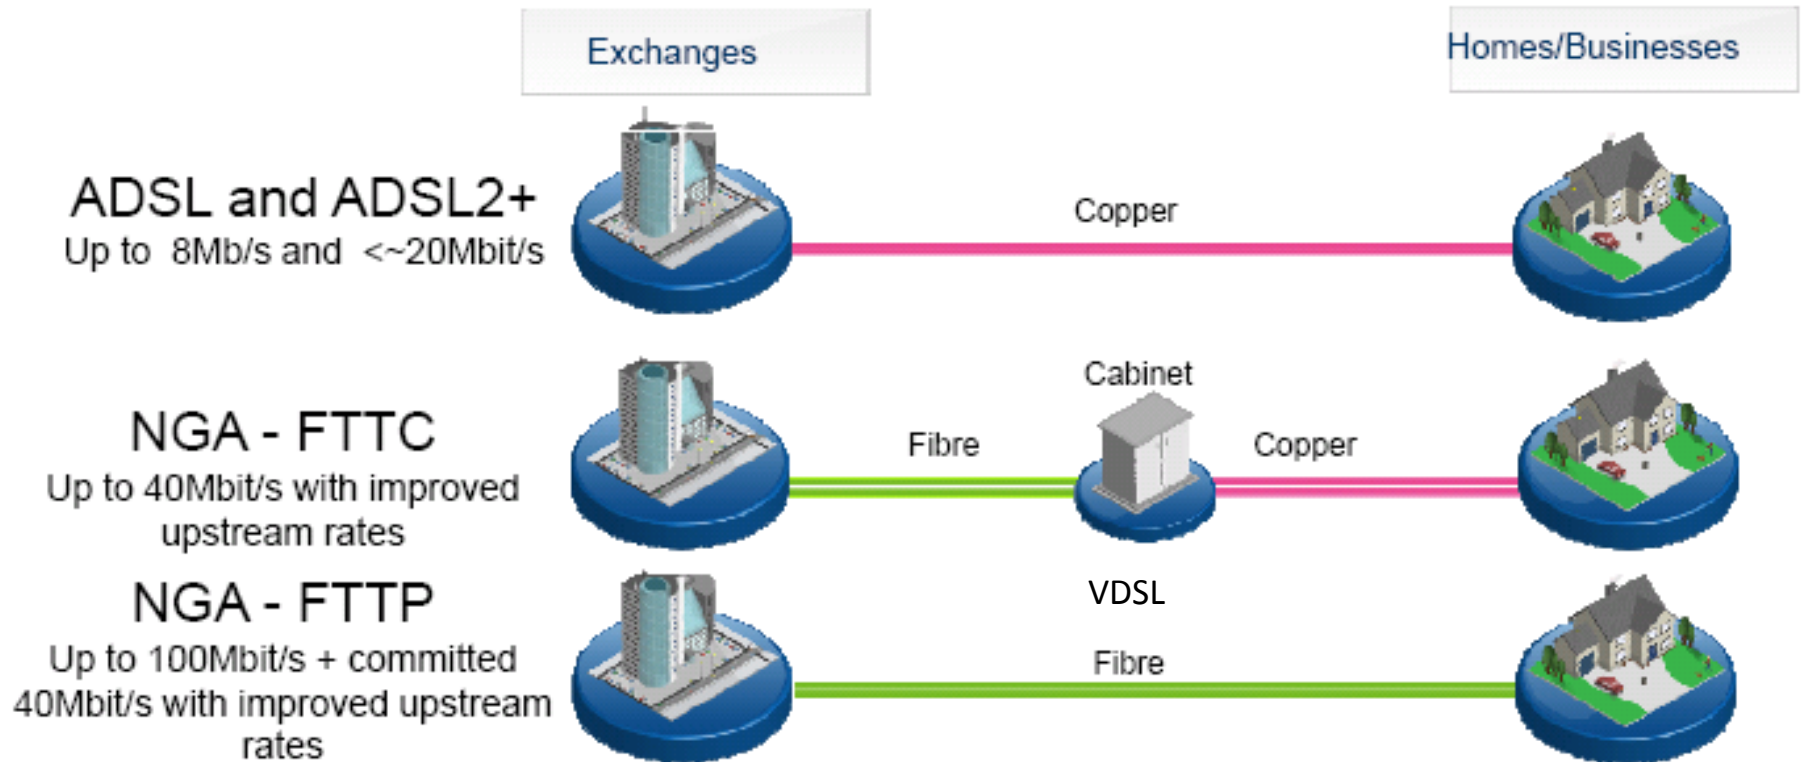 Exchanges
Homes/Businesses
ADSL and ADSL2+
Up to 8Mb/s and <~20Mbit/s
Copper
NGA - FTTC
Up to 40Mbit/s with improved
upstream rates
Fibre
Cabinet
Copper
NGA - FTTP
Up to 100Mbit/s + committed
40Mbit/s with improved upstream
rates
VDSL
Fibre